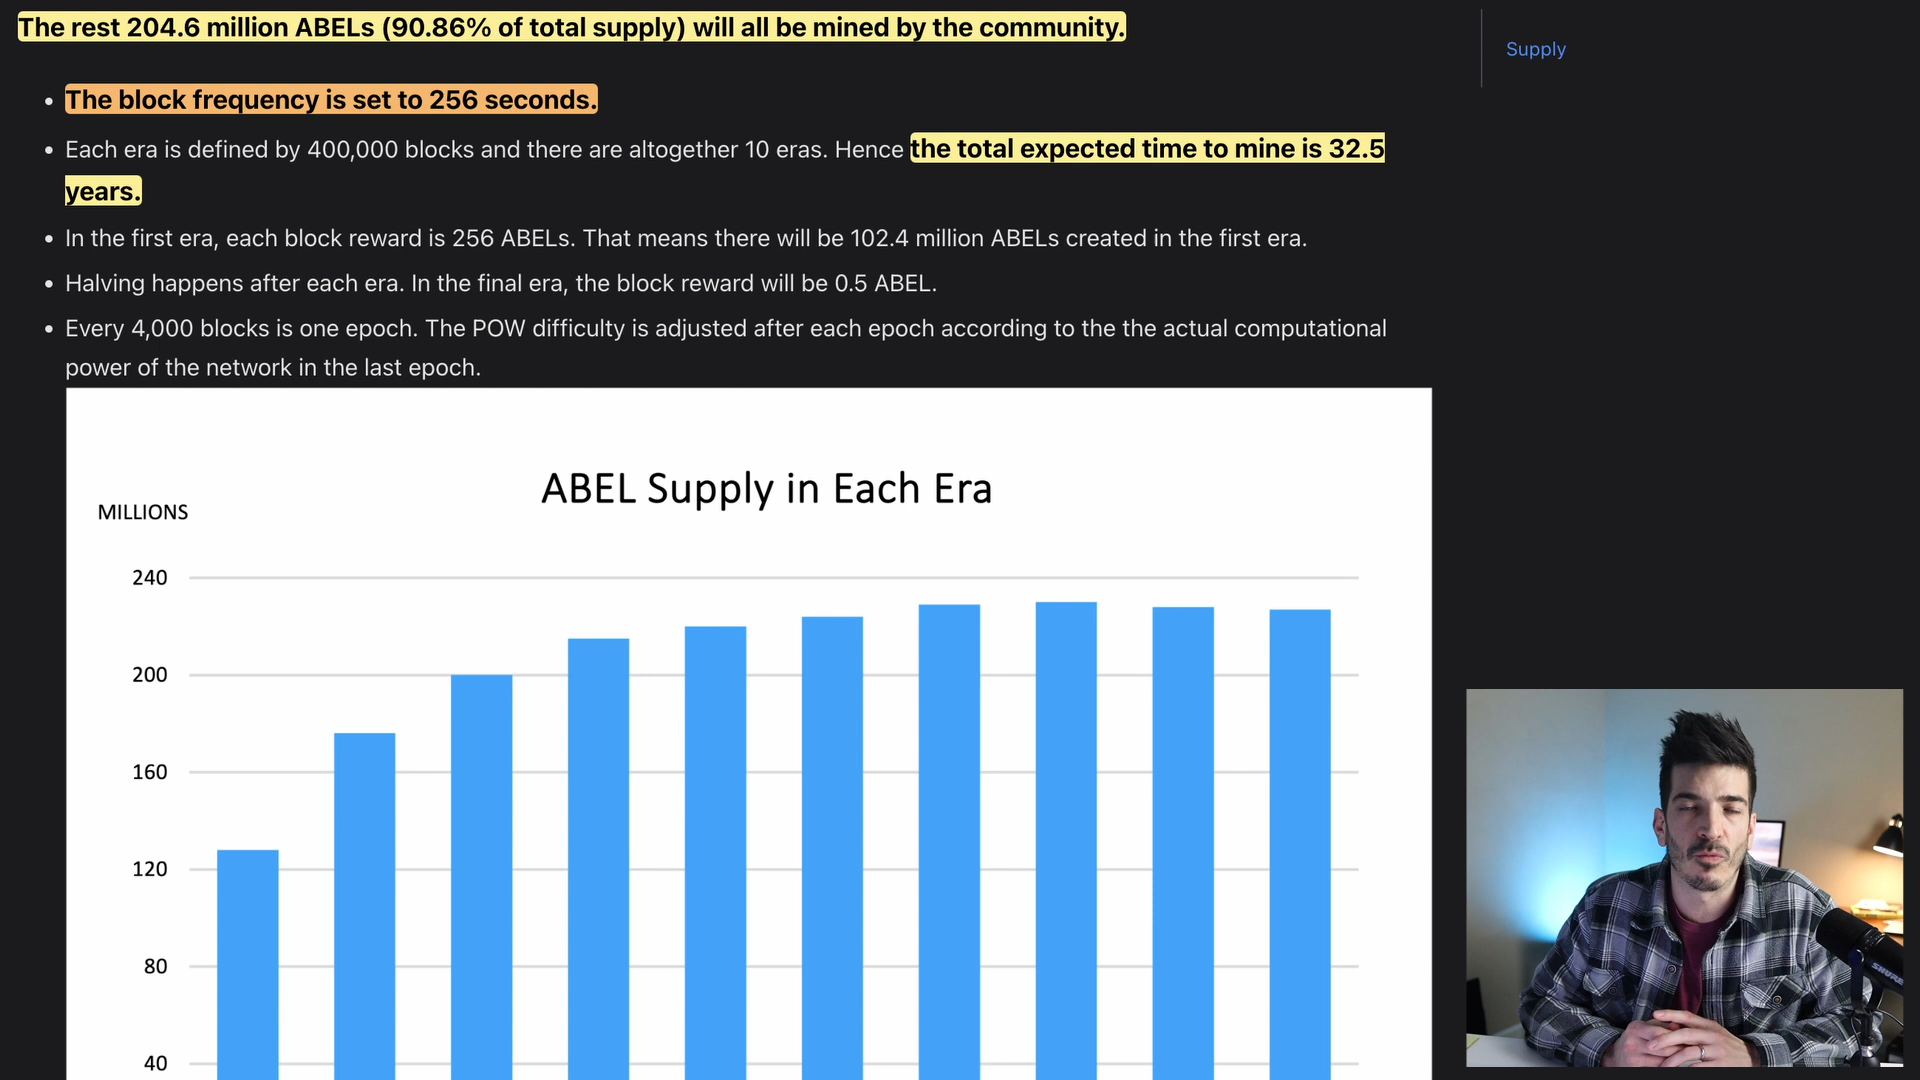 The rest 204.6 million ABELs (90.86% of total supply) will all be mined by the community.
Supply
The block frequency is set to 256 seconds.
Each era is defined by 400,000 blocks and there are altogether 10 eras. Hence the total expected time to mine is 32.5
years.
In the first era, each block reward is 256 ABELs. That means there will be 102.4 million ABELs created in the first era.
Halving happens after each era. In the final era, the block reward will be 0.5 ABEL.
Every 4,000 blocks is one epoch. The POW difficulty is adjusted after each epoch according to the the actual computational
power of the network in the last epoch.
ABEL Supply in Each Era
MILLIONS
240
200
160
120
80
40
SHURE